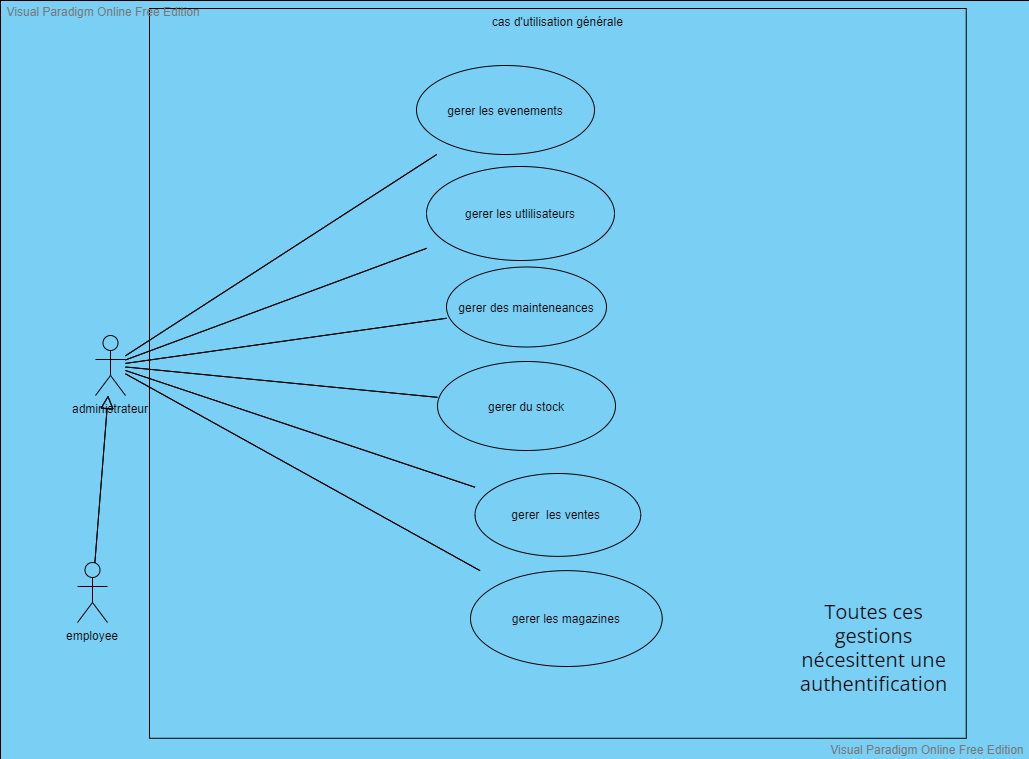 Visual Paradigm Online Free Edition
cas d'utilisation générale
gerer les evenements
gerer les utlilisateurs
gerer des mainteneances
gerer du stock
administrateur
gerer  les ventes
employee
gerer les magazines
Toutes ces
gestions
nécesittent une
authentification
Visual Paradigm Online Free Edition